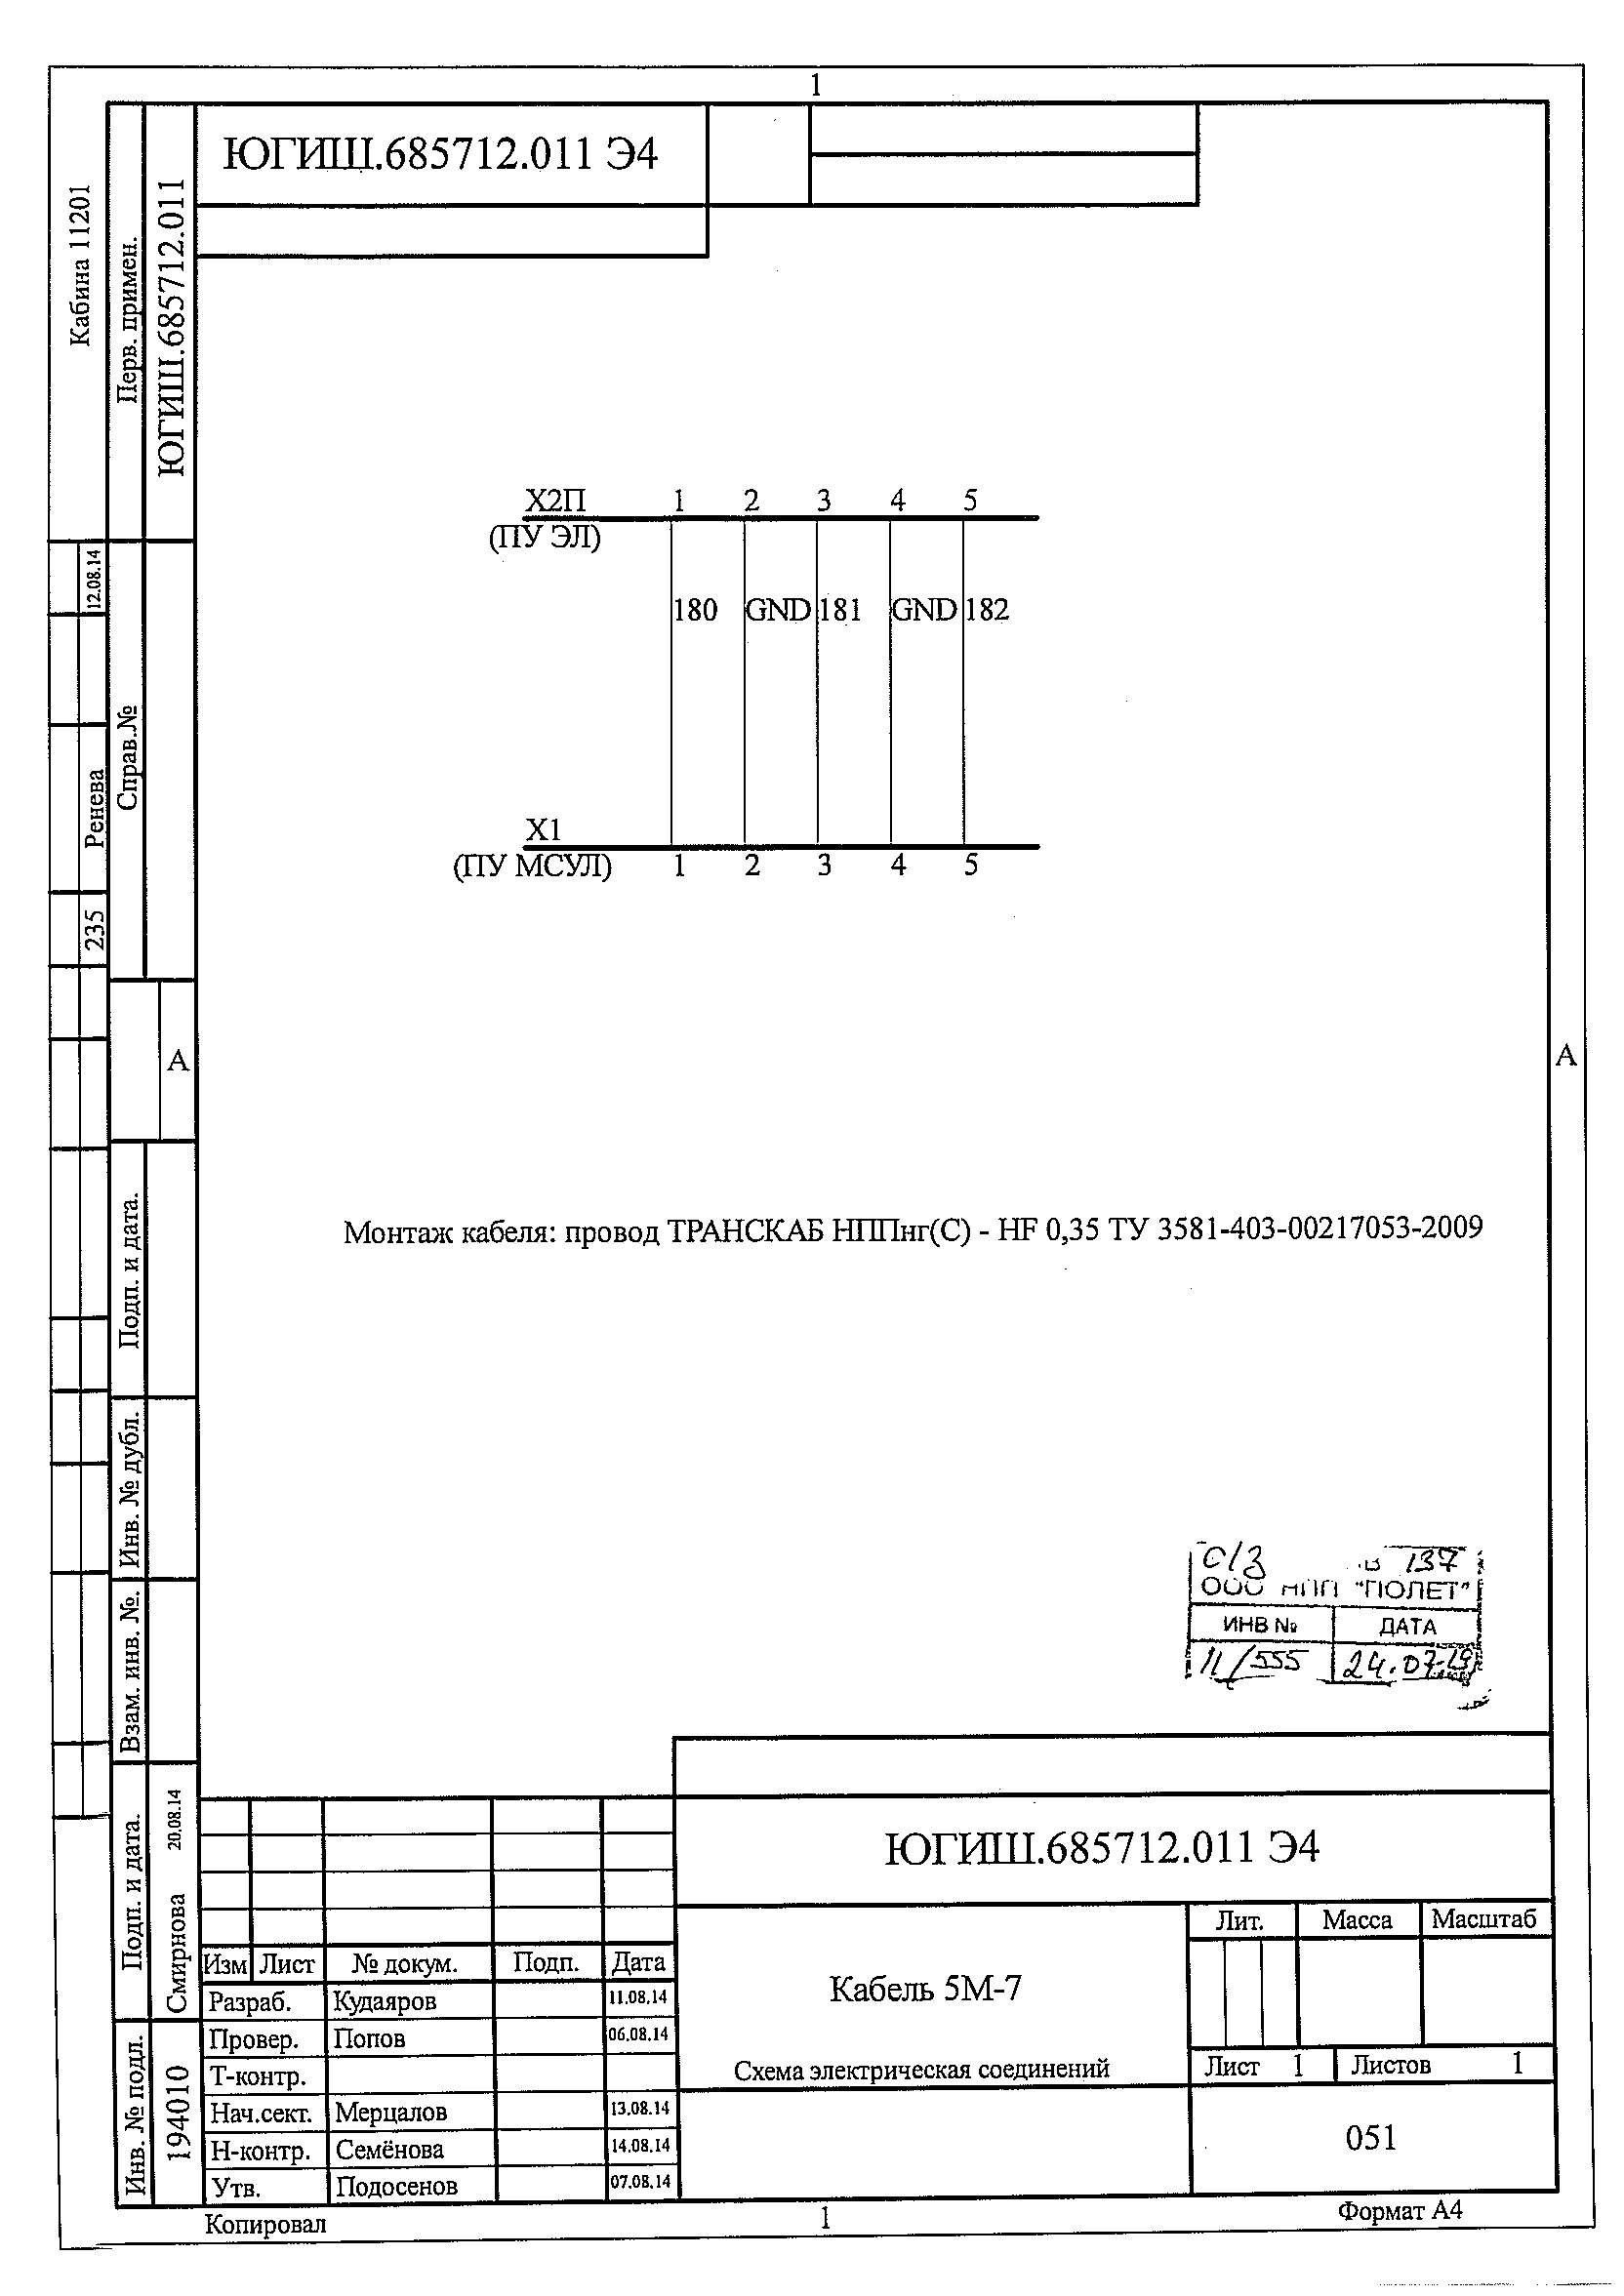 1
ЮГИШ.685712.011 Э4
Кабина 11201
Перв. примен.
ЮГИШ.685712.011
Х2П 1 2 3 4 5
(ПУ ЭЛ)
180 GND 181 GND 182
Х1
(ПУ МСУЛ) 1 2 3 4 5
12.08.14
Ренева
235
Справ.№
А
А
Монтаж кабеля: провод ТРАНСКАБ НППнг(С) - HF 0,35 ТУ 3581-403-00217053-2009
Подп. и дата.
Инв. № дубл.
Взам. инв. №.
Подп. и дата.
Смирнова 20.08.14
Инв. № подл.
194010
137
ООО НПП "ПОЛЕТ"
ИНВ № ДАТА
11/555 24.07.19
ЮГИШ.685712.011 Э4
Изм Лист № докум. Подп. Дата
Разраб. Кудаяров 11.08.14
Провер. Попов 06.08.14
Т-контр.
Нач.сект. Мерцалов 13.08.14
Н-контр. Семёнова 14.08.14
Утв. Подосенов 07.08.14
Кабель 5М-7
Схема электрическая соединений
Лит. Масса Масштаб
Лист 1 Листов 1
051
Копировал 1 Формат А4